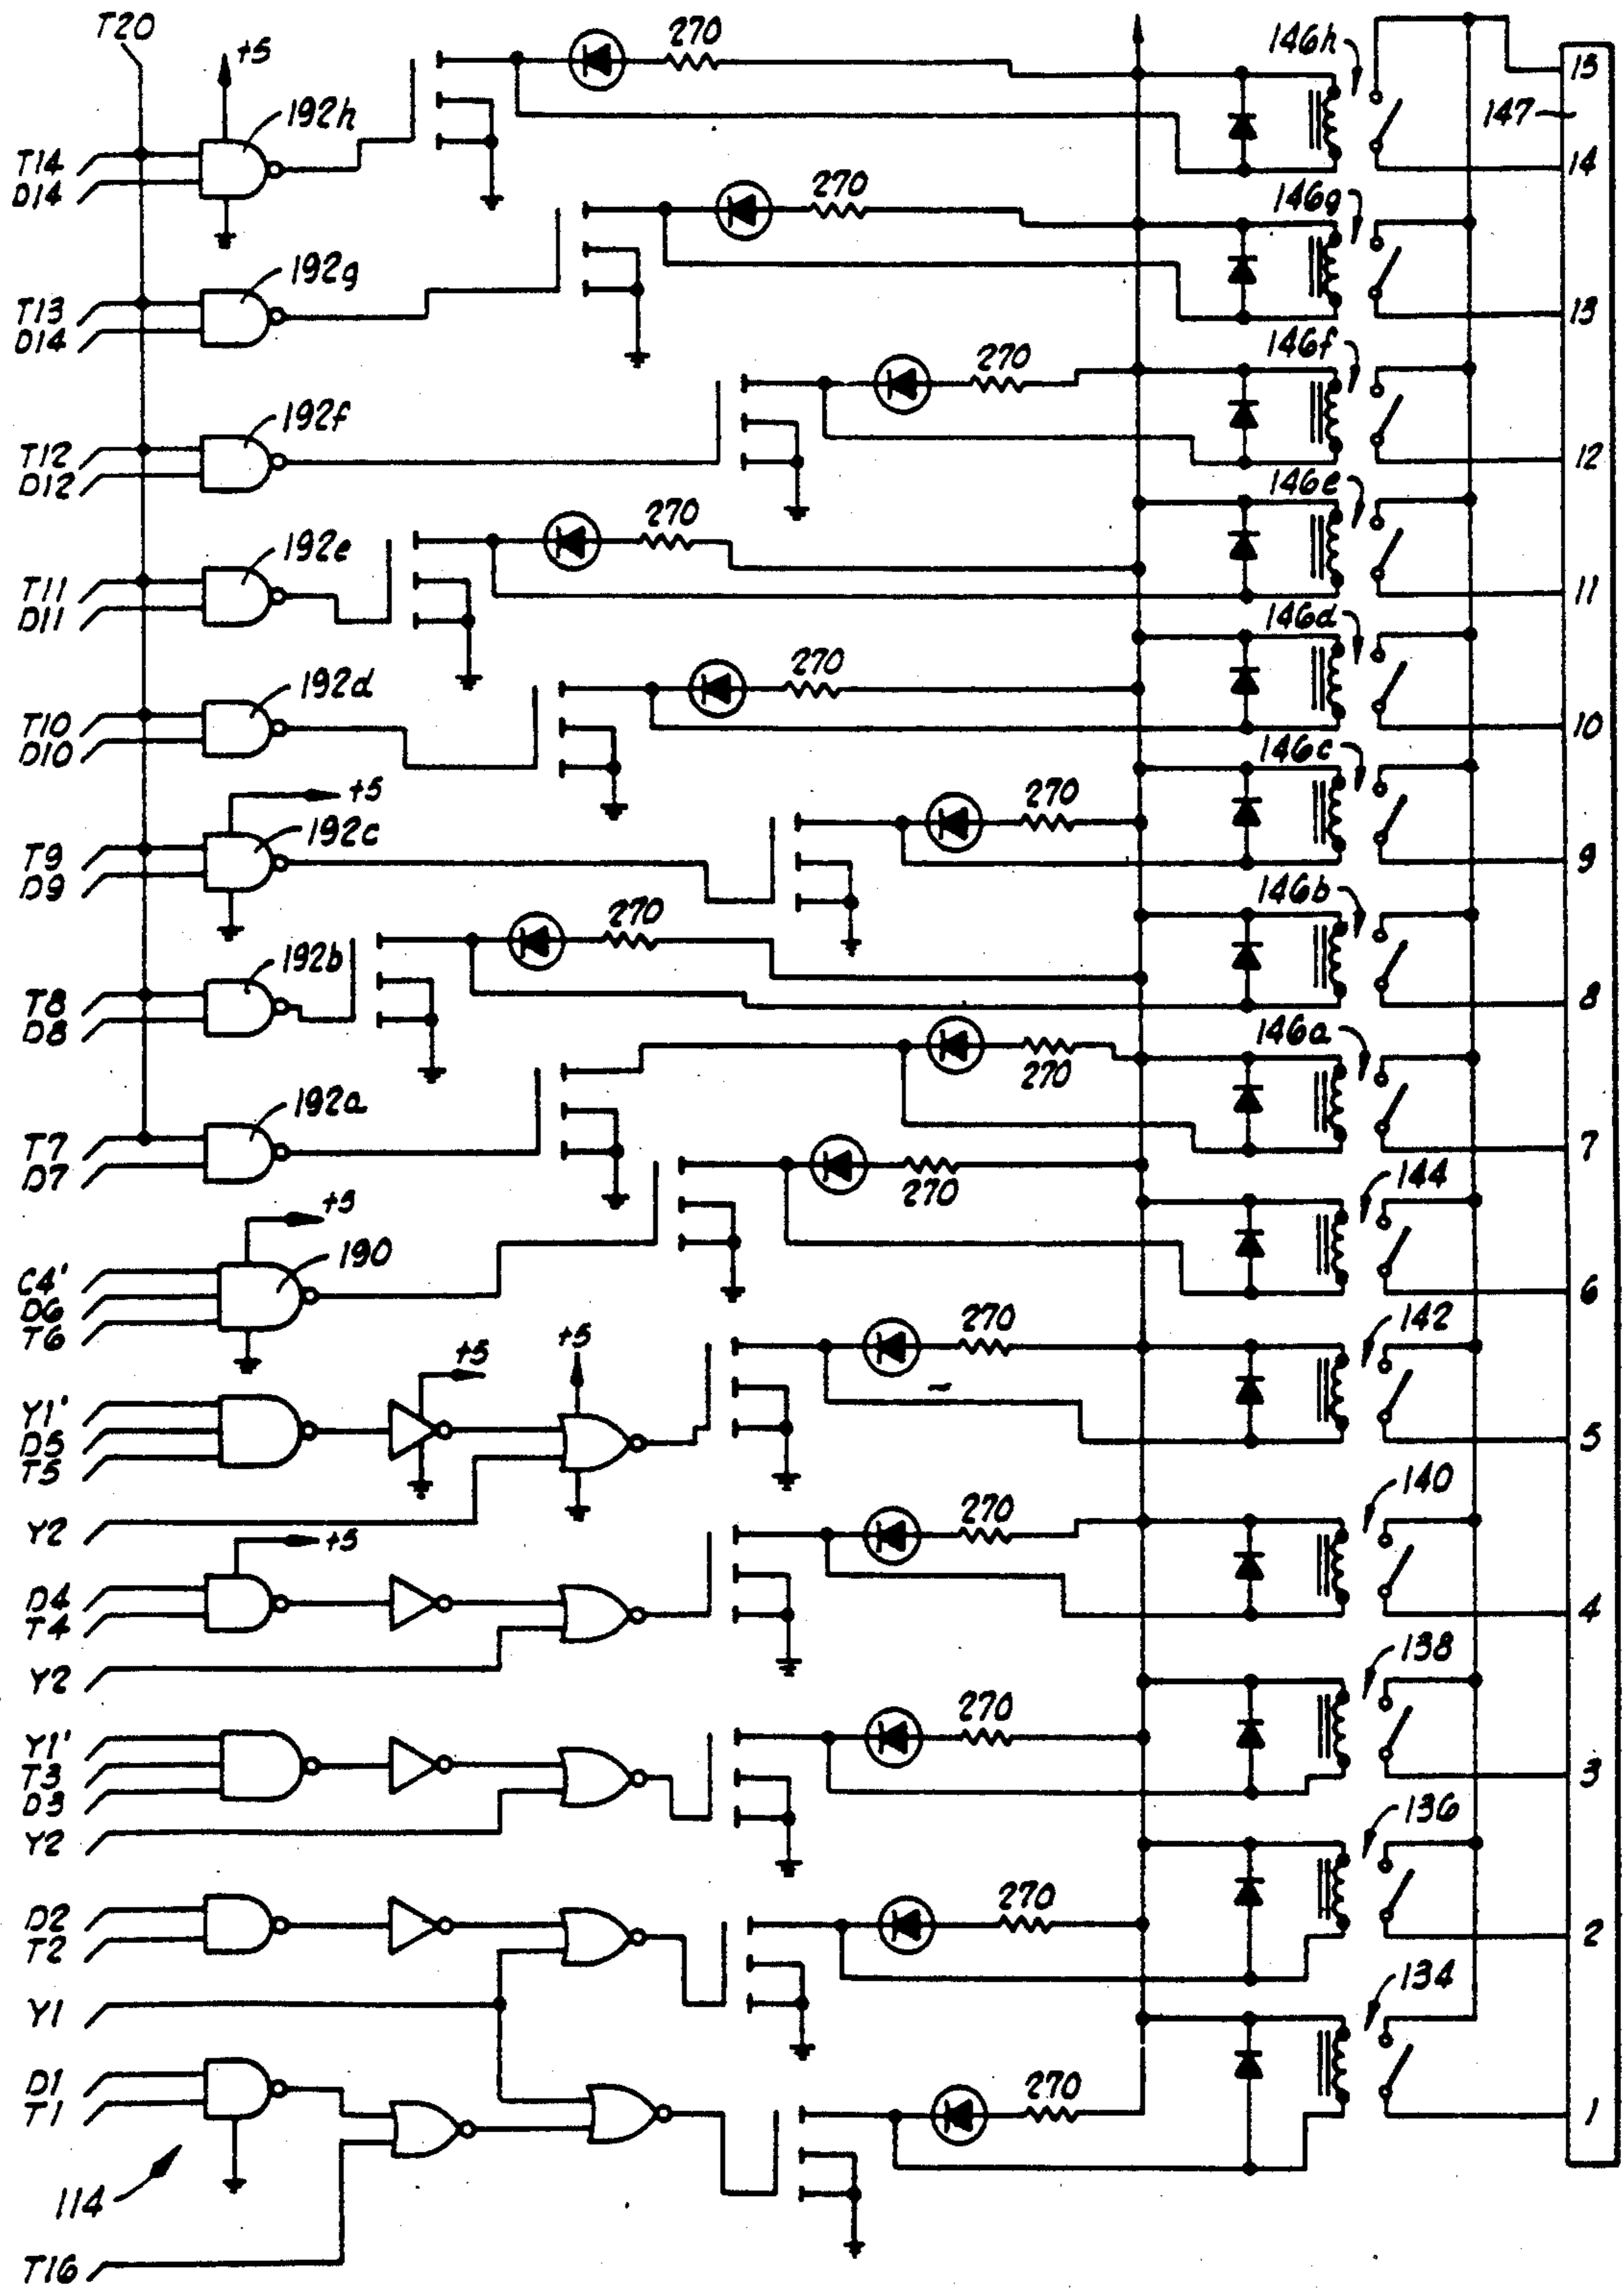 T20
270
146h
15
+5
192h
147
T14
D14
14
270
146g
192g
T13
D14
13
270
146f
192f
T12
D12
12
146e
270
192e
T11
D11
11
146d
270
192d
T10
D10
10
146c
+5
270
192c
T9
D9
9
146b
270
192b
T8
D8
8
146a
270
192a
T7
D7
7
144
270
+5
190
C4'
D6
T6
6
142
270
+5
+5
Y1'
D5
T5
5
140
270
Y2
+5
D4
T4
4
138
Y2
270
Y1'
T3
D3
3
136
Y2
270
D2
T2
2
134
Y1
270
D1
T1
1
114
T16